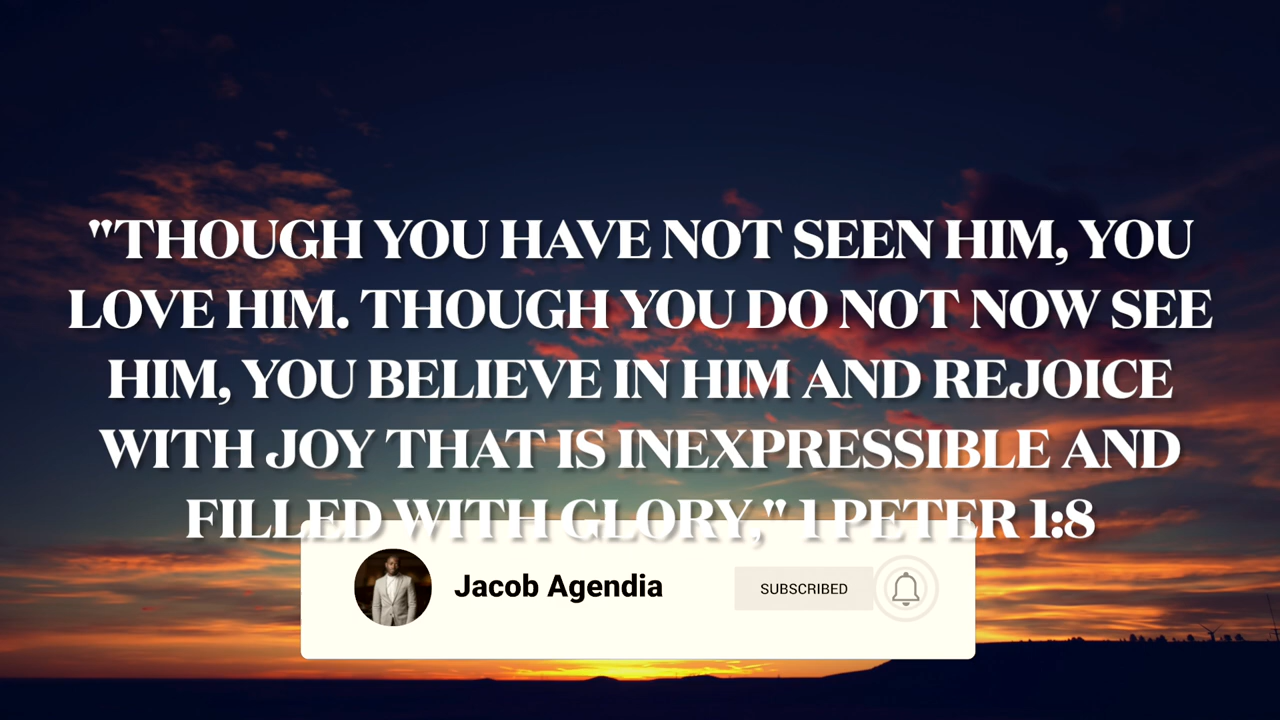 "THOUGH YOU HAVE NOT SEEN HIM, YOU
LOVE HIM. THOUGH YOU DO NOT NOW SEE
HIM, YOU BELIEVE IN HIM AND REJOICE
WITH JOY THAT IS INEXPRESSIBLE AND
FILLED WITH GLORY," 1 PETER 1:8
Jacob Agendia
SUBSCRIBED